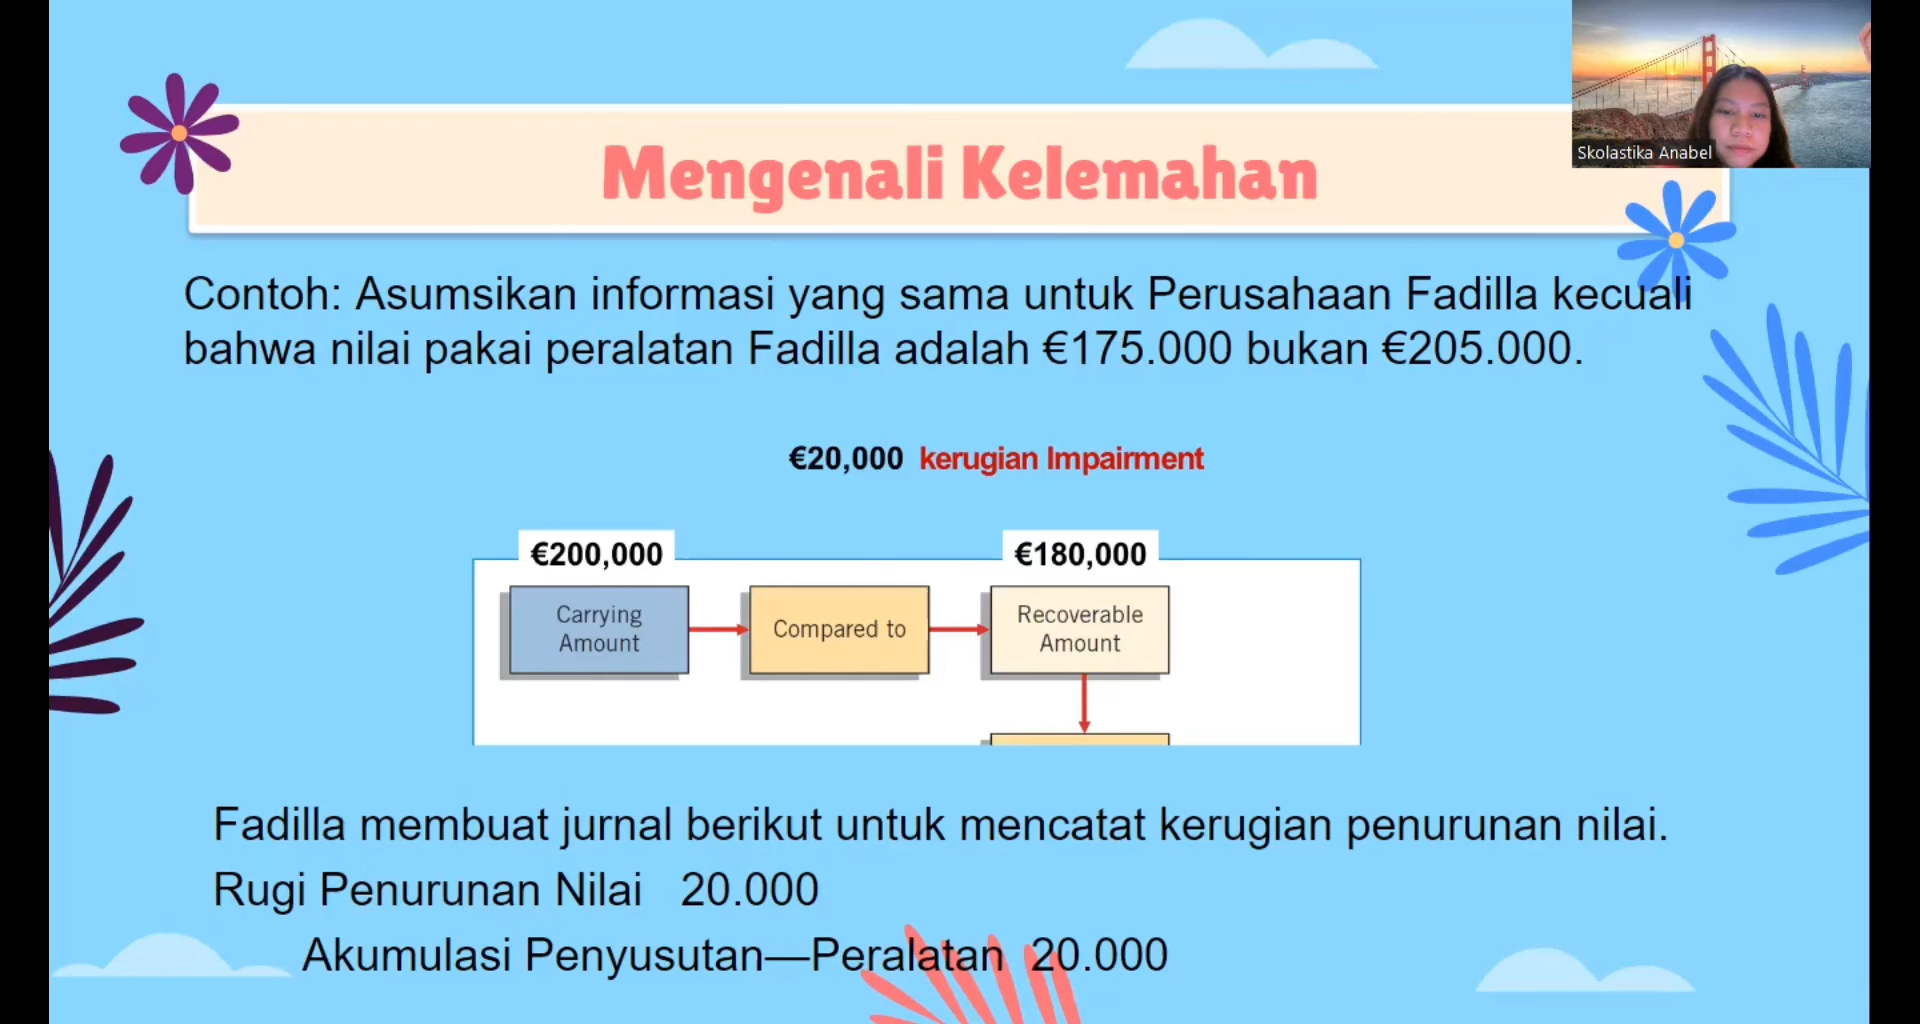 Mengenali Kelemahan
Skolastika Anabel
Contoh: Asumsikan informasi yang sama untuk Perusahaan Fadilla kecuali
bahwa nilai pakai peralatan Fadilla adalah €175.000 bukan €205.000.
€20,000 kerugian Impairment
€200,000
€180,000
Carrying
Amount
Compared to
Recoverable
Amount
Fadilla membuat jurnal berikut untuk mencatat kerugian penurunan nilai.
Rugi Penurunan Nilai 20.000
Akumulasi Penyusutan—Peralatan 20.000